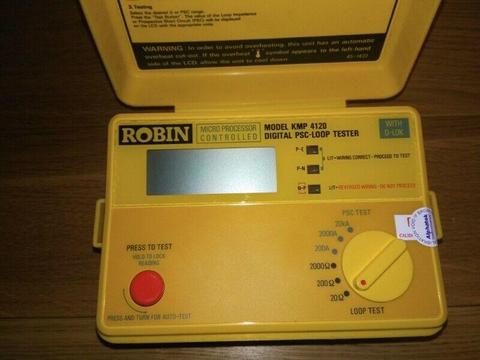 3. Testing
Select the desired Ω or PSC range.
Press the "Test Button". The value of the Loop Impedance
or Prospective Short Circuit (PSC) will be displayed
on the LCD accompanied by the appropriate units.
WARNING: In order to avoid overheating, this unit has an automatic
overheat cut-out. If the overheat symbol appears to the left-hand
side of the LCD allow the unit to cool down.
ROBIN
MICRO PROCESSOR
CONTROLLED
MODEL KMP 4120
DIGITAL PSC-LOOP TESTER
WITH
D-LOK
P-E
P-N
LIT-WIRING CORRECT - PROCEED TO TEST
LIT-REVERSED WIRING - DO NOT PROCEED
PRESS TO TEST
HOLD TO LOCK
READING
PRESS AND TURN FOR AUTO-TEST
PSC TEST
20kA
2000A
200A
2000Ω
200Ω
20Ω
LOOP TEST
Alphatek